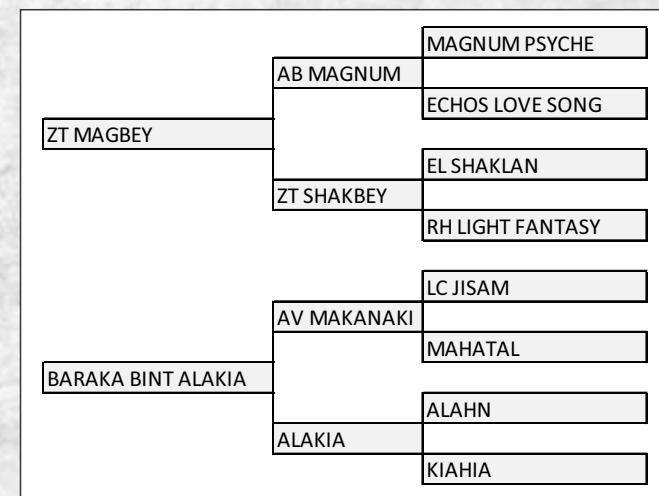 MAGNUM PSYCHE
AB MAGNUM
ECHOS LOVE SONG
ZT MAGBEY
EL SHAKLAN
ZT SHAKBEY
RH LIGHT FANTASY
LC JISAM
AV MAKANAKI
MAHATAL
BARAKA BINT ALAKIA
ALAHN
ALAKIA
KIAHIA